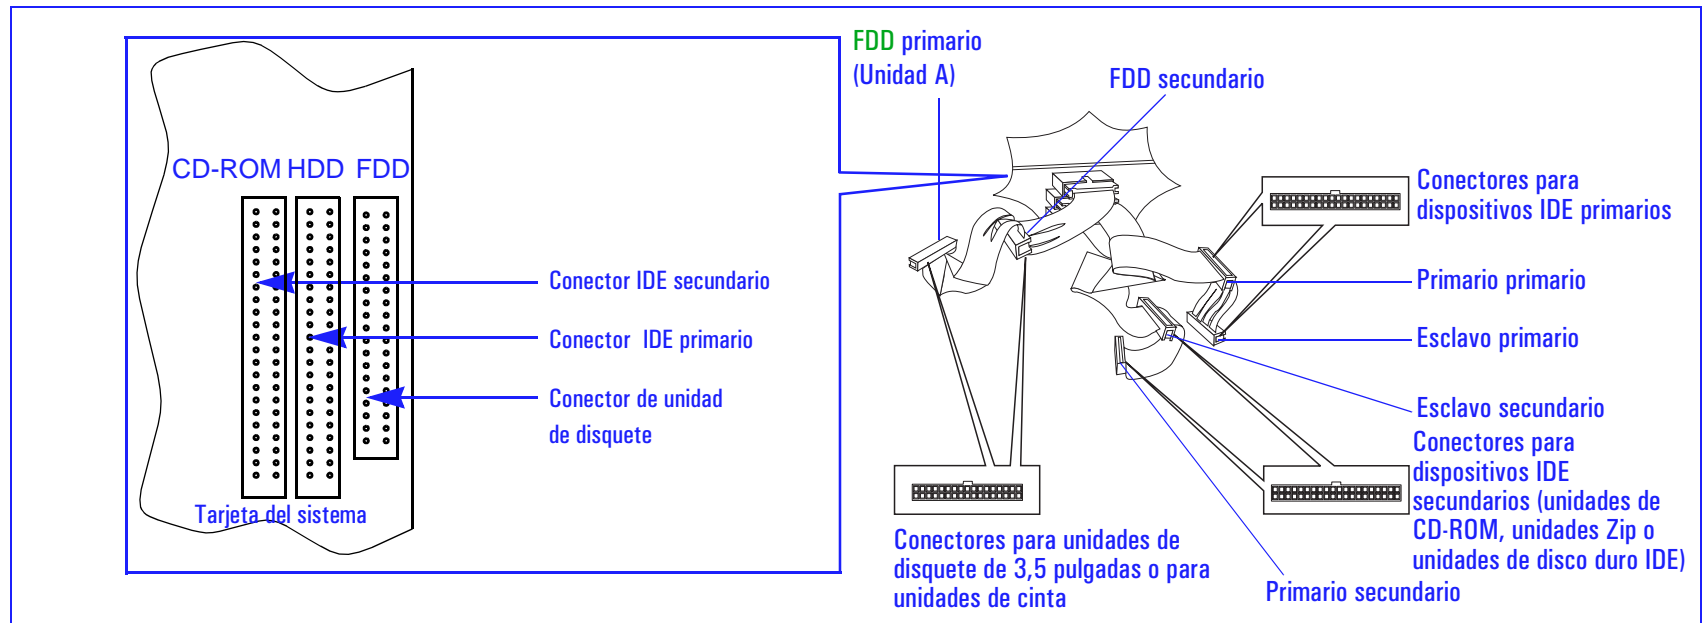 CD-ROM HDD FDD
Conector IDE secundario
Conector IDE primario
Conector de unidad
de disquete
Tarjeta del sistema
FDD primario
(Unidad A)
FDD secundario
Conectores para
dispositivos IDE primarios
Primario primario
Esclavo primario
Esclavo secundario
Conectores para
dispositivos IDE
secundarios (unidades de
CD-ROM, unidades Zip o
unidades de disco duro IDE)
Primario secundario
Conectores para unidades de
disquete de 3,5 pulgadas o para
unidades de cinta